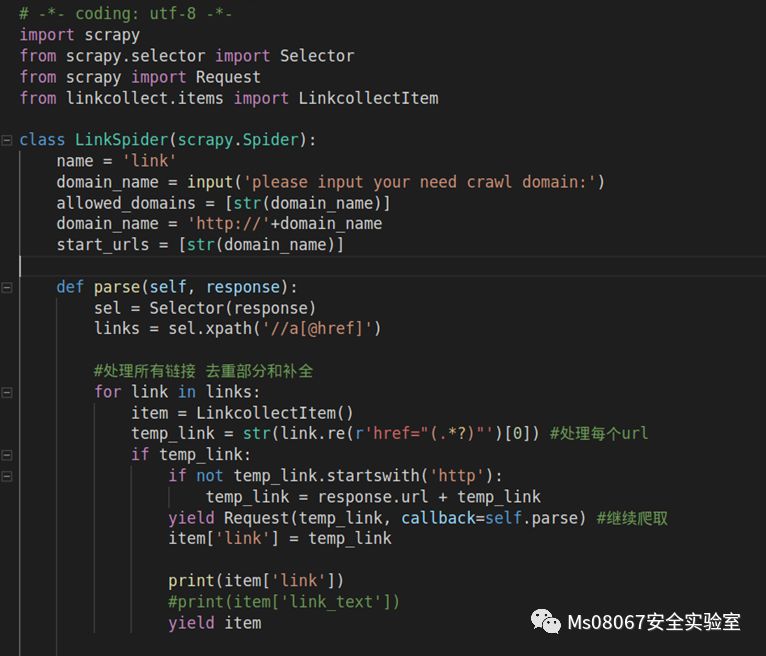 # -*- coding: utf-8 -*-
import scrapy
from scrapy.selector import Selector
from scrapy import Request
from linkcollect.items import LinkcollectItem
class LinkSpider(scrapy.Spider):
name = 'link'
domain_name = input('please input your need crawl domain:')
allowed_domains = [str(domain_name)]
domain_name = 'http://'+domain_name
start_urls = [str(domain_name)]
def parse(self, response):
sel = Selector(response)
links = sel.xpath('//a[@href]')
#处理所有链接 去重部分和补全
for link in links:
item = LinkcollectItem()
temp_link = str(link.re(r'href="(.*?)"')[0]) #处理每个url
if temp_link:
if not temp_link.startswith('http'):
temp_link = response.url + temp_link
yield Request(temp_link, callback=self.parse) #继续爬取
item['link'] = temp_link
print(item['link'])
#print(item['link_text'])
yield item
Ms08067安全实验室